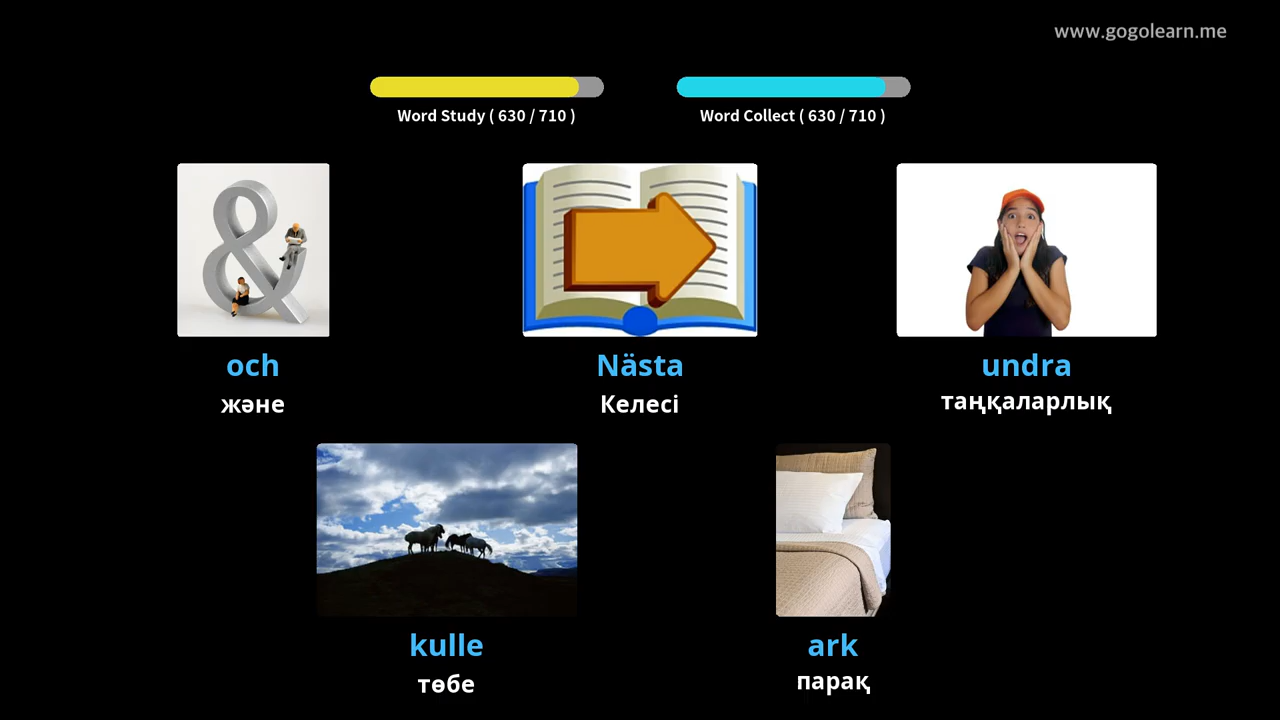 www.gogolearn.me
Word Study ( 630 / 710 )
Word Collect ( 630 / 710 )
och
Nästa
undra
және
Келесі
таңқаларлық
kulle
ark
төбе
парақ